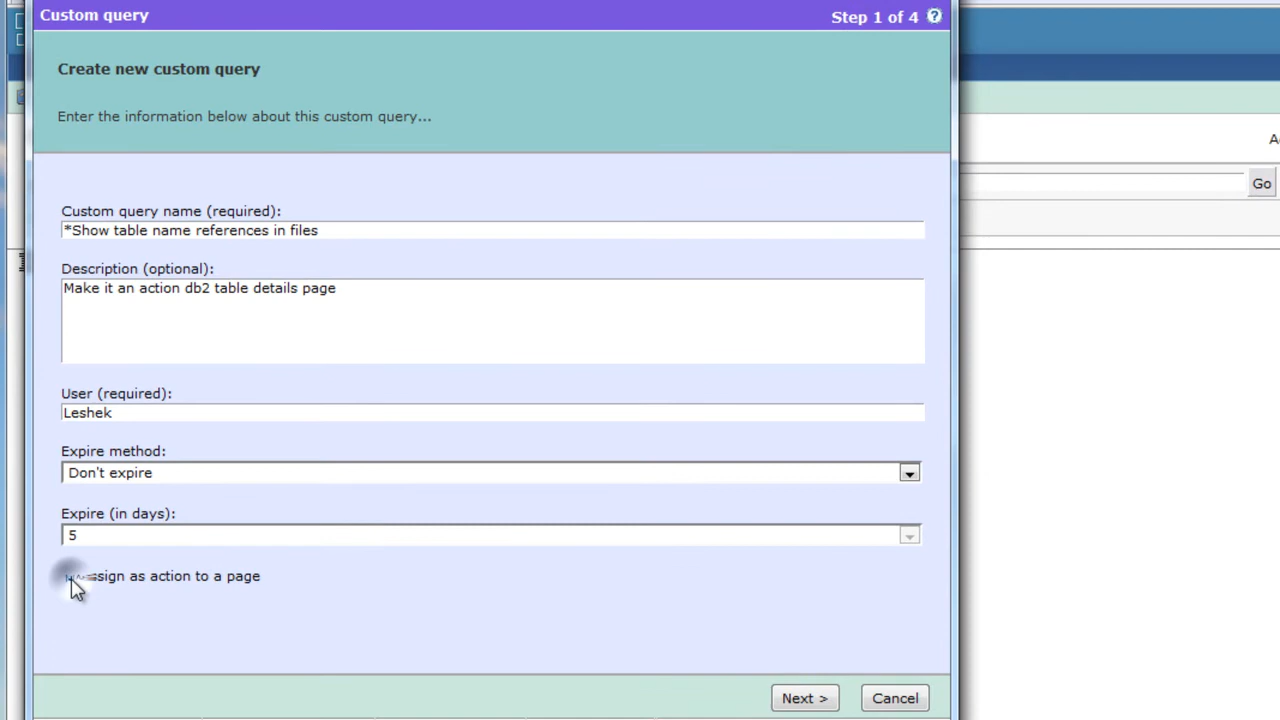 Custom query
Step 1 of 4
Create new custom query
Enter the information below about this custom query...
Custom query name (required):
*Show table name references in files
Description (optional):
Make it an action db2 table details page
User (required):
Leshek
Expire method:
Don't expire
Expire (in days):
5
as action to a page
Next >
Cancel
Go